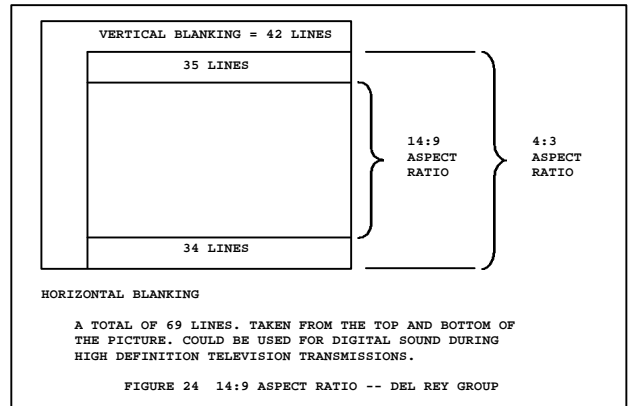 VERTICAL BLANKING = 42 LINES
35 LINES
14:9
ASPECT
RATIO
4:3
ASPECT
RATIO
34 LINES
HORIZONTAL BLANKING
A TOTAL OF 69 LINES. TAKEN FROM THE TOP AND BOTTOM OF
THE PICTURE. COULD BE USED FOR DIGITAL SOUND DURING
HIGH DEFINITION TELEVISION TRANSMISSIONS.
FIGURE 24 14:9 ASPECT RATIO -- DEL REY GROUP